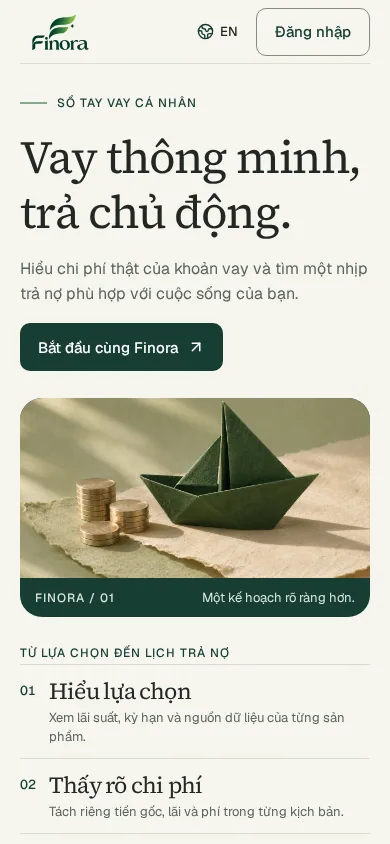 Finora
EN
Đăng nhập
SỔ TAY VAY CÁ NHÂN
Vay thông minh,
trả chủ động.
Hiểu chi phí thật của khoản vay và tìm một nhịp
trả nợ phù hợp với cuộc sống của bạn.
Bắt đầu cùng Finora
FINORA / 01
Một kế hoạch rõ ràng hơn.
TỪ LỰA CHỌN ĐẾN LỊCH TRẢ NỢ
01 Hiểu lựa chọn
Xem lãi suất, kỳ hạn và nguồn dữ liệu của từng sản
phẩm.
02 Thấy rõ chi phí
Tách riêng tiền gốc, lãi và phí trong từng kịch bản.